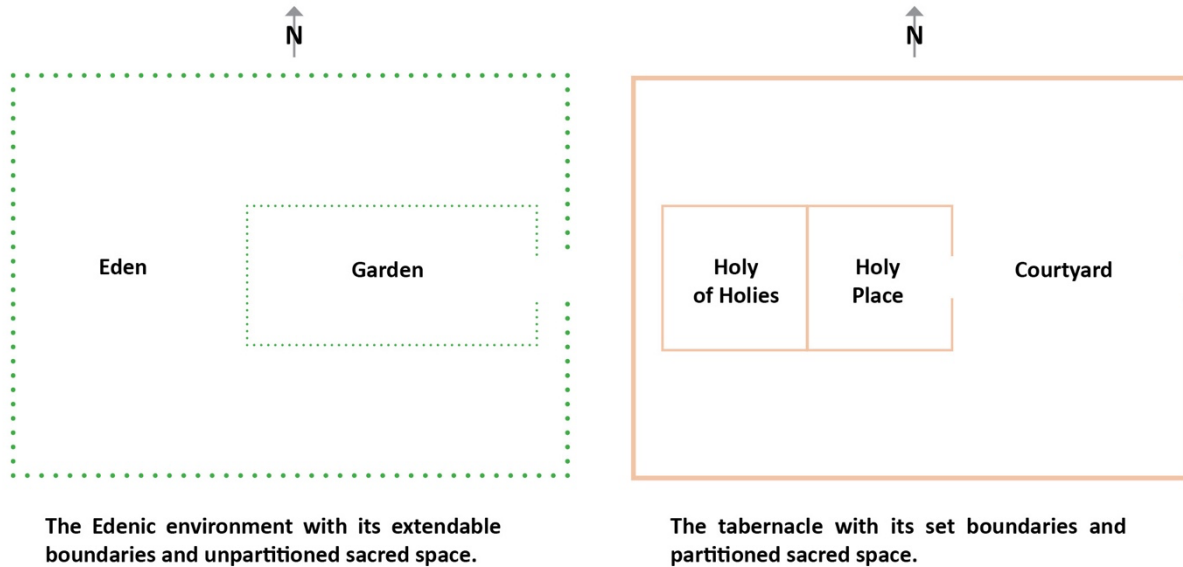 N
Eden
Garden
The Edenic environment with its extendable
boundaries and unpartitioned sacred space.
N
Holy
of Holies
Holy
Place
Courtyard
The tabernacle with its set boundaries and
partitioned sacred space.